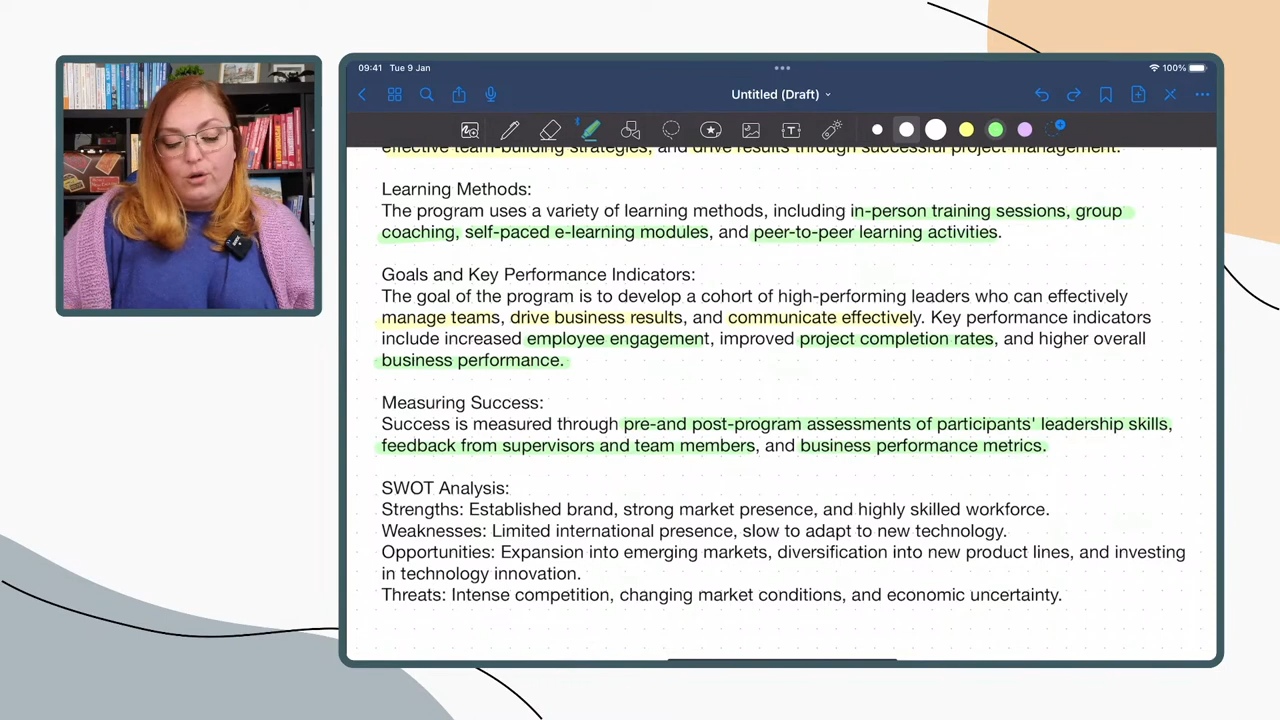 09:41 Tue 9 Jan
100%
Untitled (Draft)
effective team-building strategies, and drive results through successful project management.
Learning Methods:
The program uses a variety of learning methods, including in-person training sessions, group
coaching, self-paced e-learning modules, and peer-to-peer learning activities.
Goals and Key Performance Indicators:
The goal of the program is to develop a cohort of high-performing leaders who can effectively
manage teams, drive business results, and communicate effectively. Key performance indicators
include increased employee engagement, improved project completion rates, and higher overall
business performance.
Measuring Success:
Success is measured through pre-and post-program assessments of participants' leadership skills,
feedback from supervisors and team members, and business performance metrics.
SWOT Analysis:
Strengths: Established brand, strong market presence, and highly skilled workforce.
Weaknesses: Limited international presence, slow to adapt to new technology.
Opportunities: Expansion into emerging markets, diversification into new product lines, and investing
in technology innovation.
Threats: Intense competition, changing market conditions, and economic uncertainty.